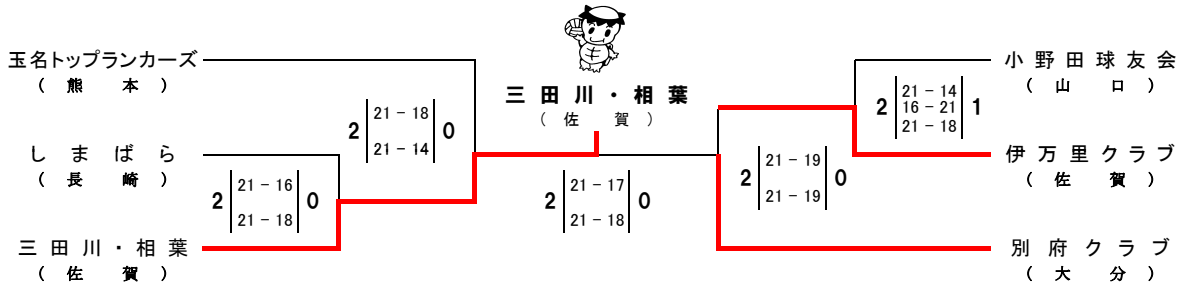 玉名トップランカーズ
( 熊 本 )
しまばら
( 長 崎 )
三田川・相葉
( 佐 賀 )
2 21 - 16 0
21 - 18
2 21 - 18 0
21 - 14
三田川・相葉
( 佐 賀 )
2 21 - 17 0
21 - 18
2 21 - 19 0
21 - 19
21 - 14
2 16 - 21 1
21 - 18
小野田球友会
( 山 口 )
伊万里クラブ
( 佐 賀 )
別府クラブ
( 大 分 )